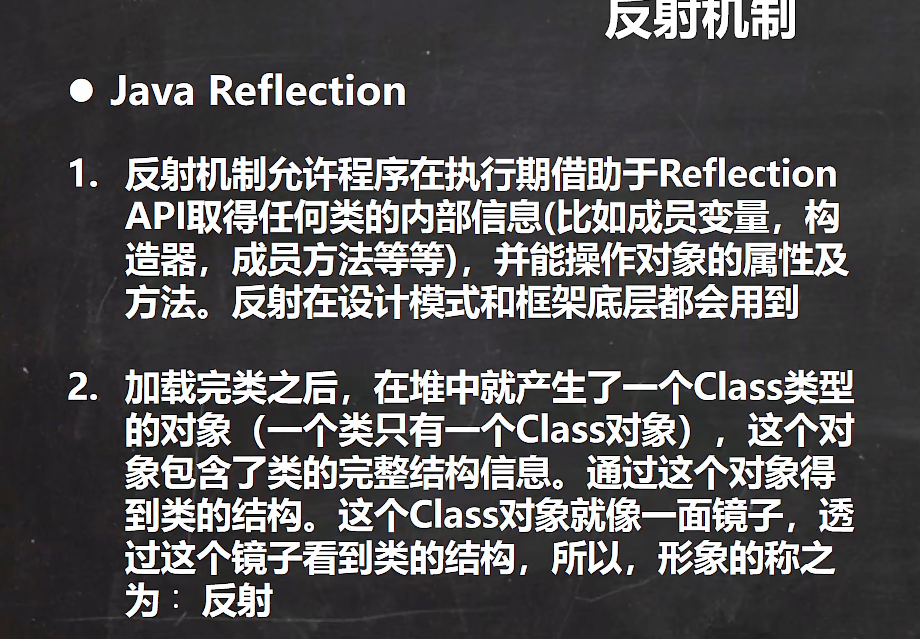 反射机制
● Java Reflection
1. 反射机制允许程序在执行期借助于Reflection
API取得任何类的内部信息(比如成员变量，构
造器，成员方法等等)，并能操作对象的属性及
方法。反射在设计模式和框架底层都会用到
2. 加载完类之后，在堆中就产生了一个Class类型
的对象（一个类只有一个Class对象），这个对
象包含了类的完整结构信息。通过这个对象得
到类的结构。这个Class对象就像一面镜子，透
过这个镜子看到类的结构，所以，形象的称之
为：反射